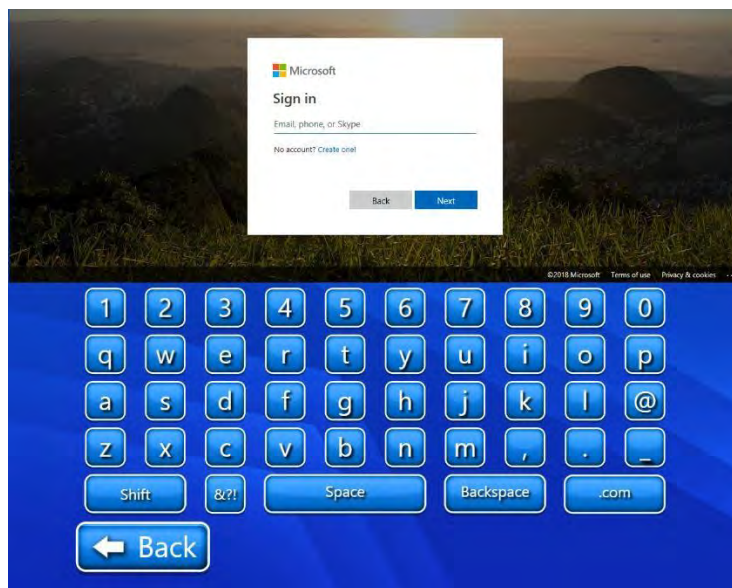 Microsoft
Sign in
Email, phone, or Skype
No account? Create one!
Back Next
©2018 Microsoft Terms of use Privacy & cookies ...
1 2 3 4 5 6 7 8 9 0
q w e r t y u i o p
a s d f g h j k l @
z x c v b n m , . _
Shift &?! Space Backspace .com
Back